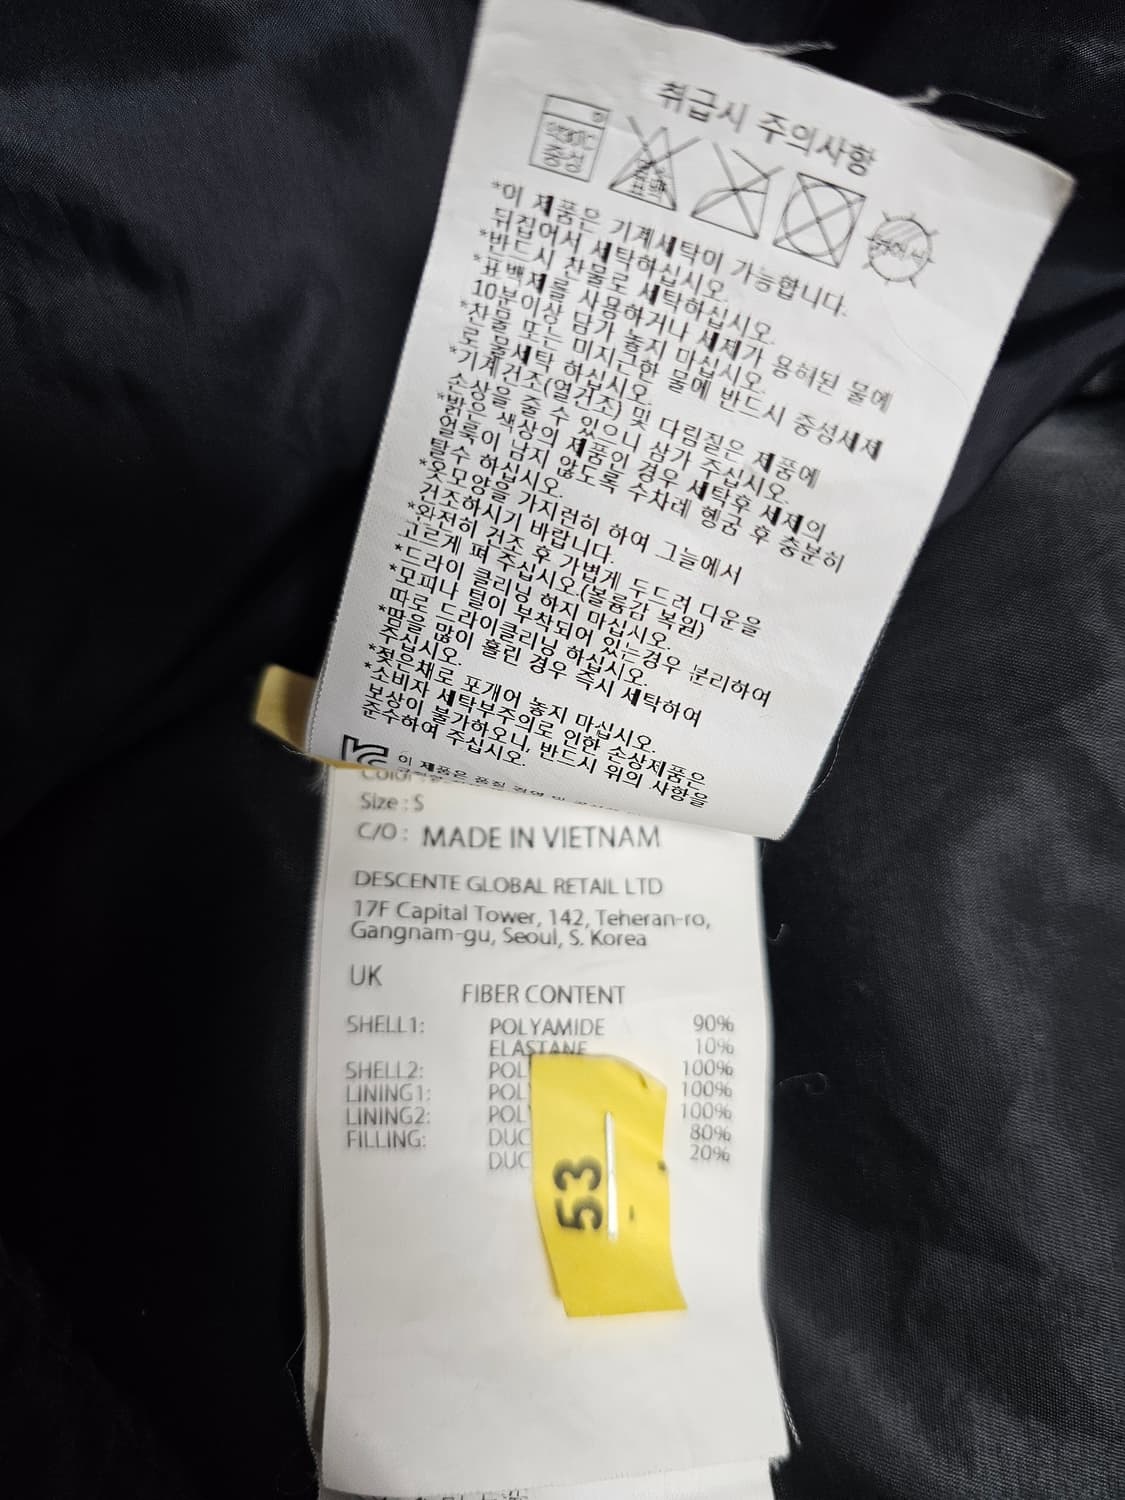 취급시 주의사항
중성
*이 제품은 기계세탁이 가능합니다.
뒤집어서 세탁하십시오.
*반드시 찬물로 세탁하십시오.
*표백제를 사용하거나 세제가 용해된 물에
10분이상 담가 놓지 마십시오.
*찬물 또는 미지근한 물에 반드시 중성세제
로 물세탁 하십시오.
*기계건조(열건조) 및 다림질은 제품에
손상을 줄 수 있으니 삼가 주십시오.
*밝은 색상의 제품인 경우 세탁후 세제의
얼룩이 남지 않도록 수차례 헹굼 후 충분히
탈수 하십시오.
*옷모양을 가지런히 하여 그늘에서
건조하시기 바랍니다.
*완전히 건조 후 가볍게 두드려 다운을
고르게 펴 주십시오.(볼륨감 복원)
*드라이 클리닝 하지 마십시오.
*모피나 털이 부착되어 있는경우 분리하여
따로 드라이클리닝 하십시오.
*땀을 많이 흘린 경우 즉시 세탁하여
주십시오.
*젖은채로 포개어 놓지 마십시오.
*소비자 세탁부주의로 인한 손상제품은
보상이 불가하오니, 반드시 위의 사항을
준수하여 주십시오.
이 제품은 품질
Color :
Size : S
C/O : MADE IN VIETNAM
DESCENTE GLOBAL RETAIL LTD
17F Capital Tower, 142, Teheran-ro,
Gangnam-gu, Seoul, S. Korea
UK
FIBER CONTENT
SHELL1: POLYAMIDE 90%
ELASTANE 10%
SHELL2: POL 100%
LINING1: POL 100%
LINING2: POL 100%
FILLING: DUC 80%
DUC 20%
53